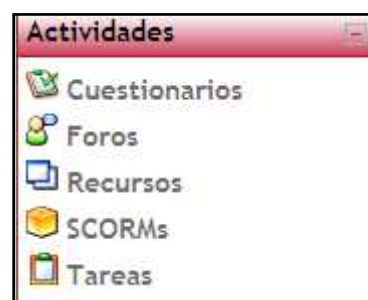 Actividades
Cuestionarios
Foros
Recursos
SCORMs
Tareas